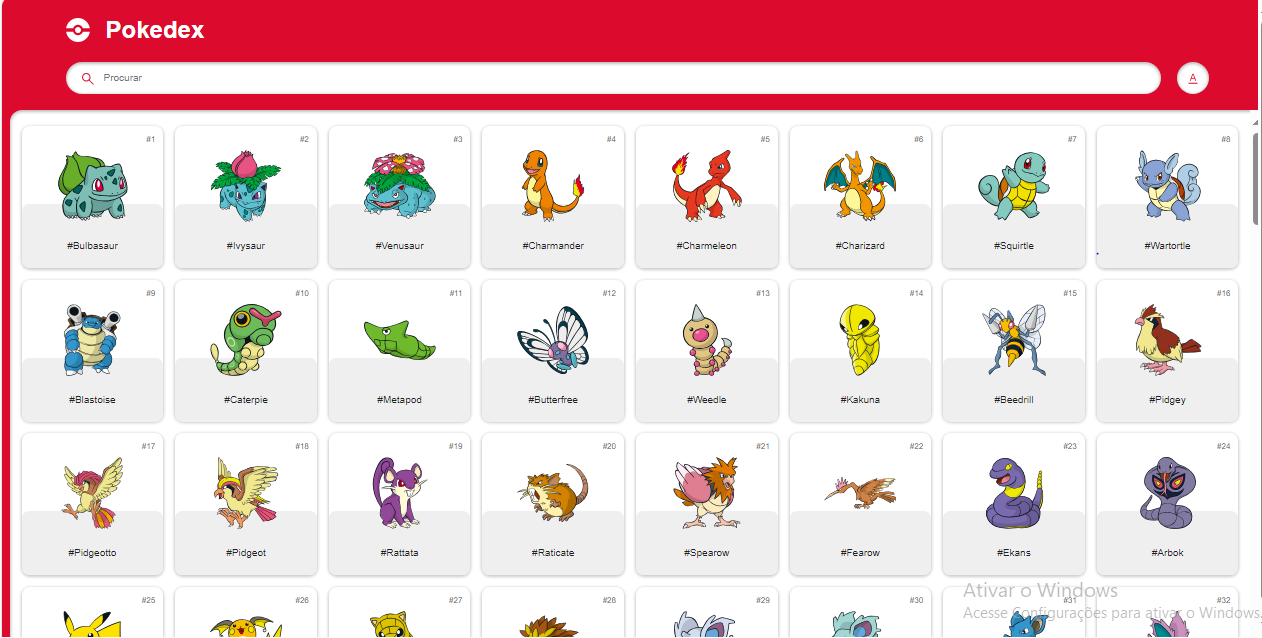 Pokedex
Procurar
A
#1 #2 #3 #4 #5 #6 #7 #8
#Bulbasaur #Ivysaur #Venusaur #Charmander #Charmeleon #Charizard #Squirtle #Wartortle
#9 #10 #11 #12 #13 #14 #15 #16
#Blastoise #Caterpie #Metapod #Butterfree #Weedle #Kakuna #Beedrill #Pidgey
#17 #18 #19 #20 #21 #22 #23 #24
#Pidgeotto #Pidgeot #Rattata #Raticate #Spearow #Fearow #Ekans #Arbok
#25 #26 #27 #28 #29 #30 #31 #32
Ativar o Windows
Acesse Configurações para ativar o Windows.